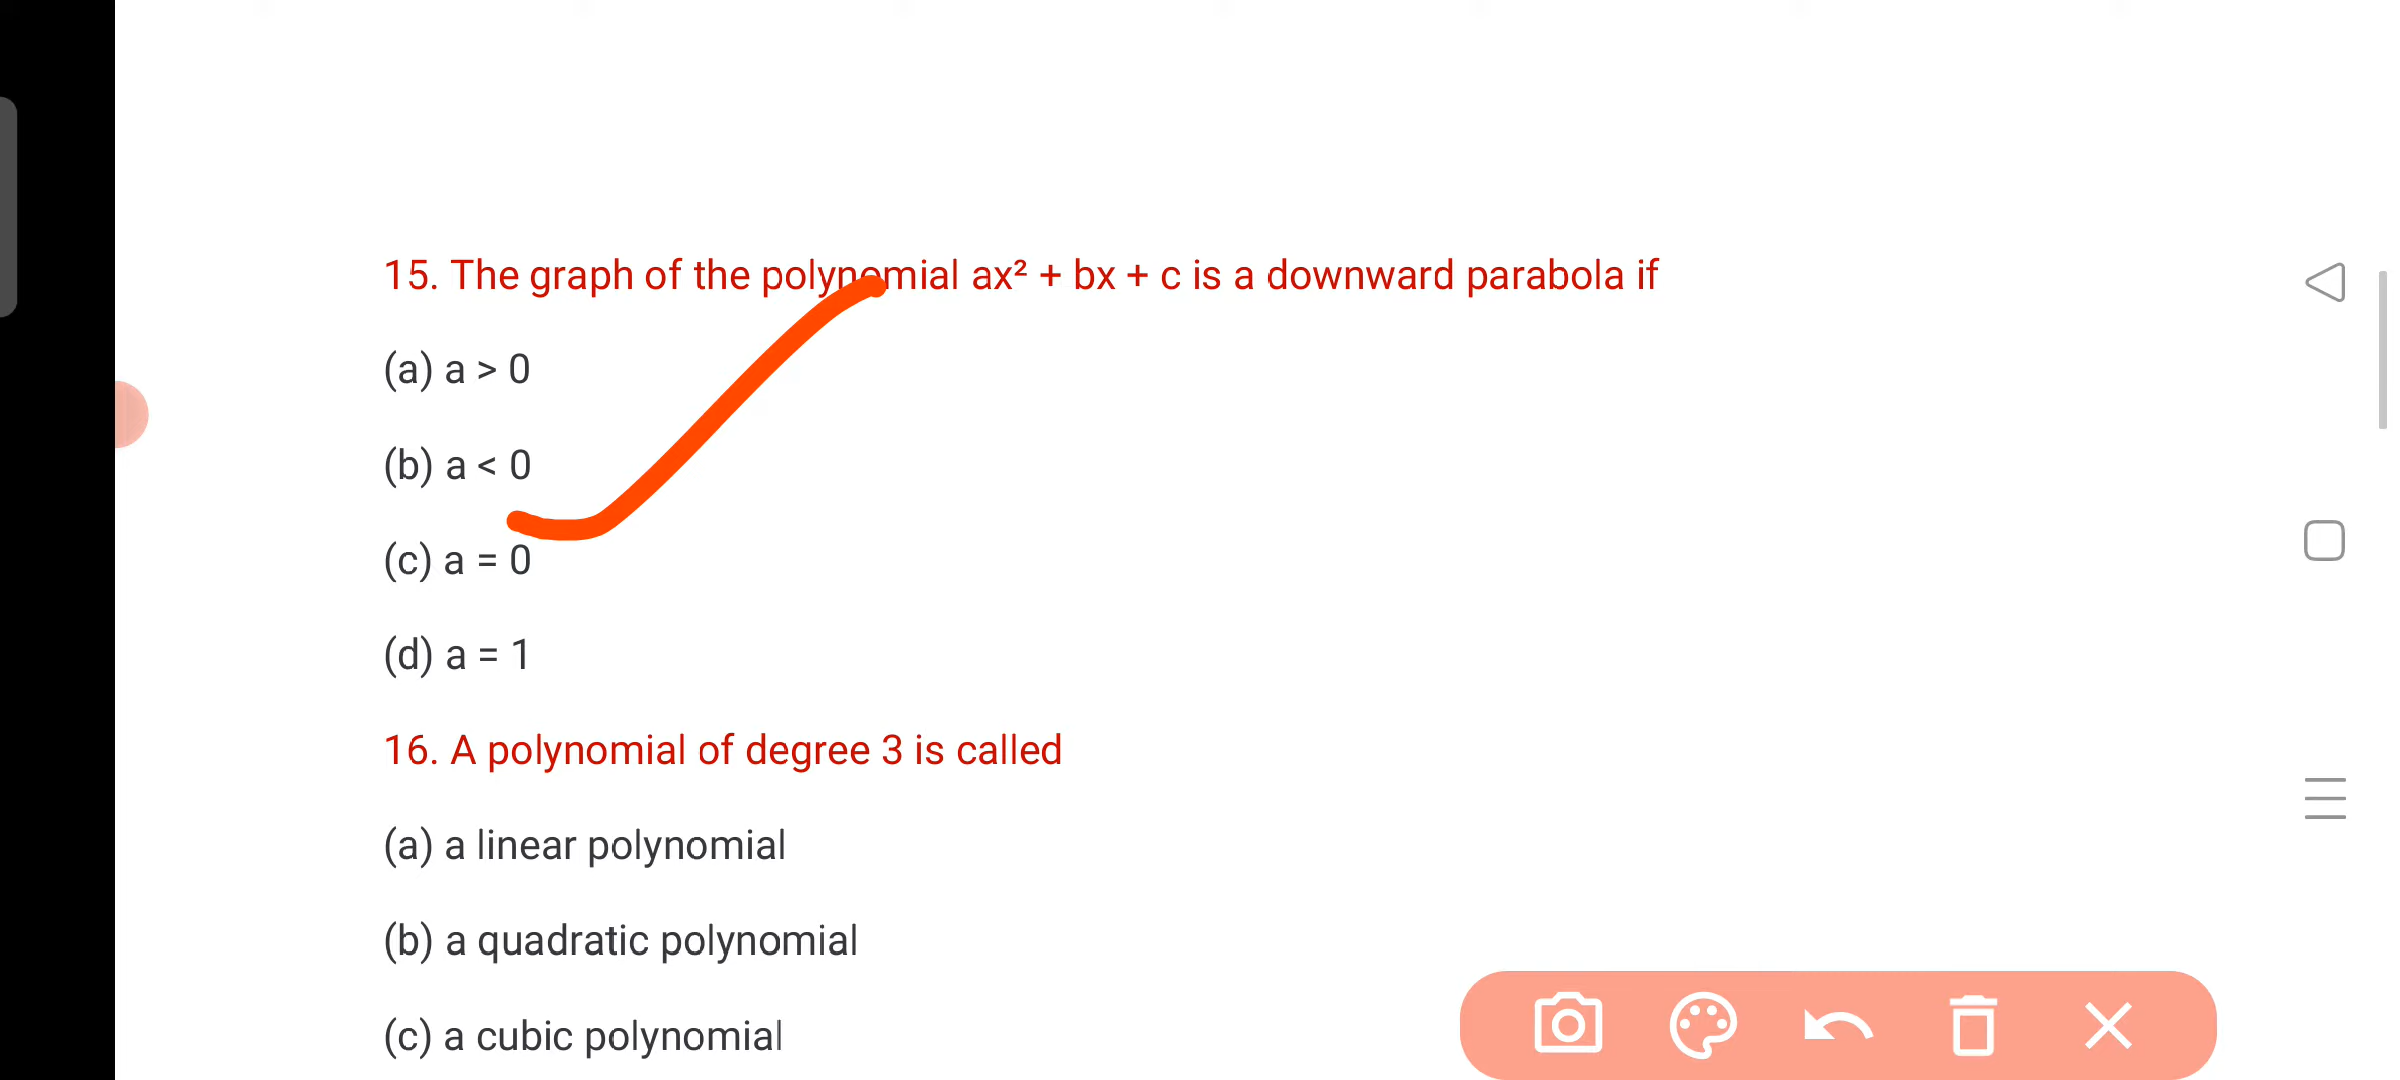 15. The graph of the polynomial ax² + bx + c is a downward parabola if
(a) a > 0
(b) a < 0
(c) a = 0
(d) a = 1
16. A polynomial of degree 3 is called
(a) a linear polynomial
(b) a quadratic polynomial
(c) a cubic polynomial